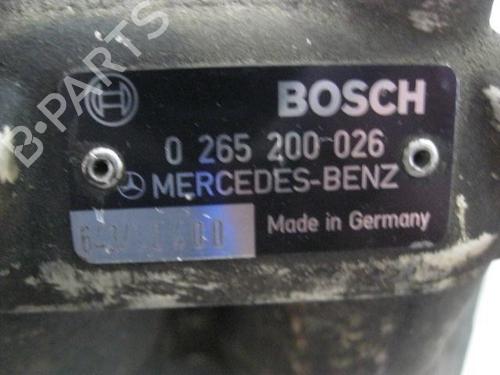 BOSCH
0 265 200 026
MERCEDES-BENZ
Made in Germany
B-PARTS